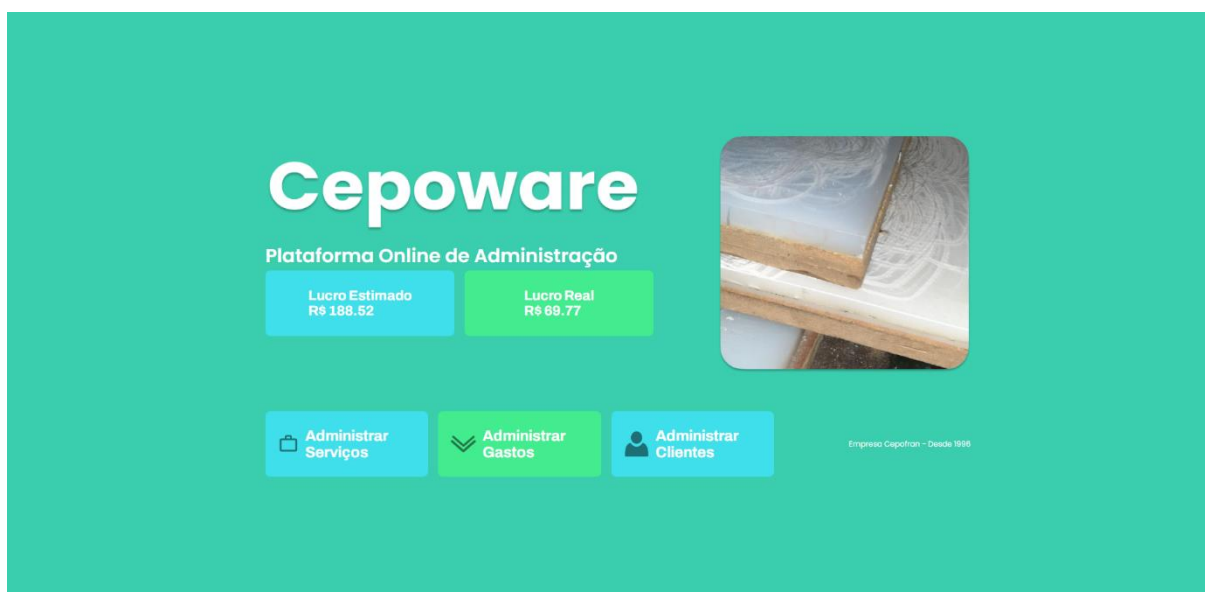 Cepoware
Plataforma Online de Administração
Lucro Estimado
R$ 188.52
Lucro Real
R$ 69.77
Administrar
Serviços
Administrar
Gastos
Administrar
Clientes
Empresa Cepofran - Desde 1996